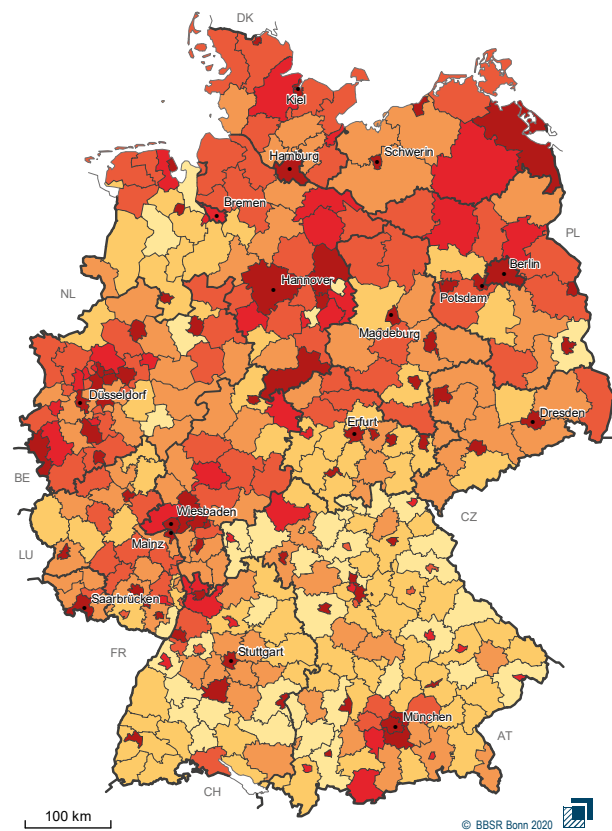 DK
Kiel
Hamburg
Schwerin
Bremen
PL
Berlin
Hannover
NL
Potsdam
Magdeburg
Düsseldorf
Dresden
Erfurt
BE
Wiesbaden
CZ
Mainz
LU
Saarbrücken
FR
Stuttgart
München
AT
CH
100 km
© BBSR Bonn 2020